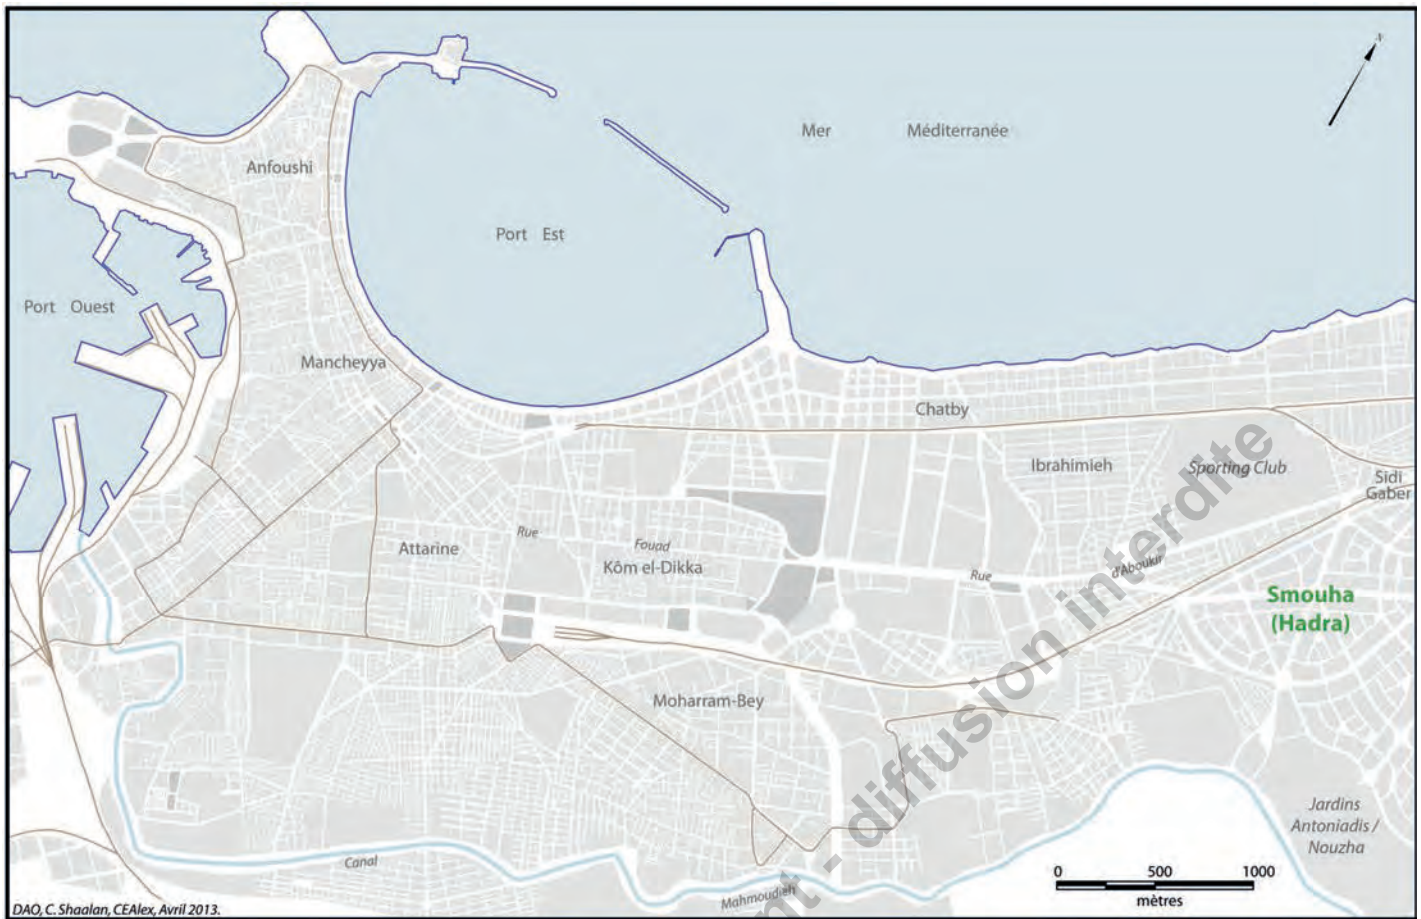 N
Mer Méditerranée
Anfoushi
Port Est
Port Ouest
Mancheyya
Chatby
Ibrahimieh
Sporting Club
Sidi
Gaber
Rue
Fouad
Attarine
Kôm el-Dikka
Rue
d'Aboukir
Smouha
(Hadra)
Moharram-Bey
Jardins
Antoniadis /
Nouzha
Canal
Mahmoudieh
0 500 1000
mètres
DAO, C. Shaalan, CEAlex, Avril 2013.
nt - diffusion interdite